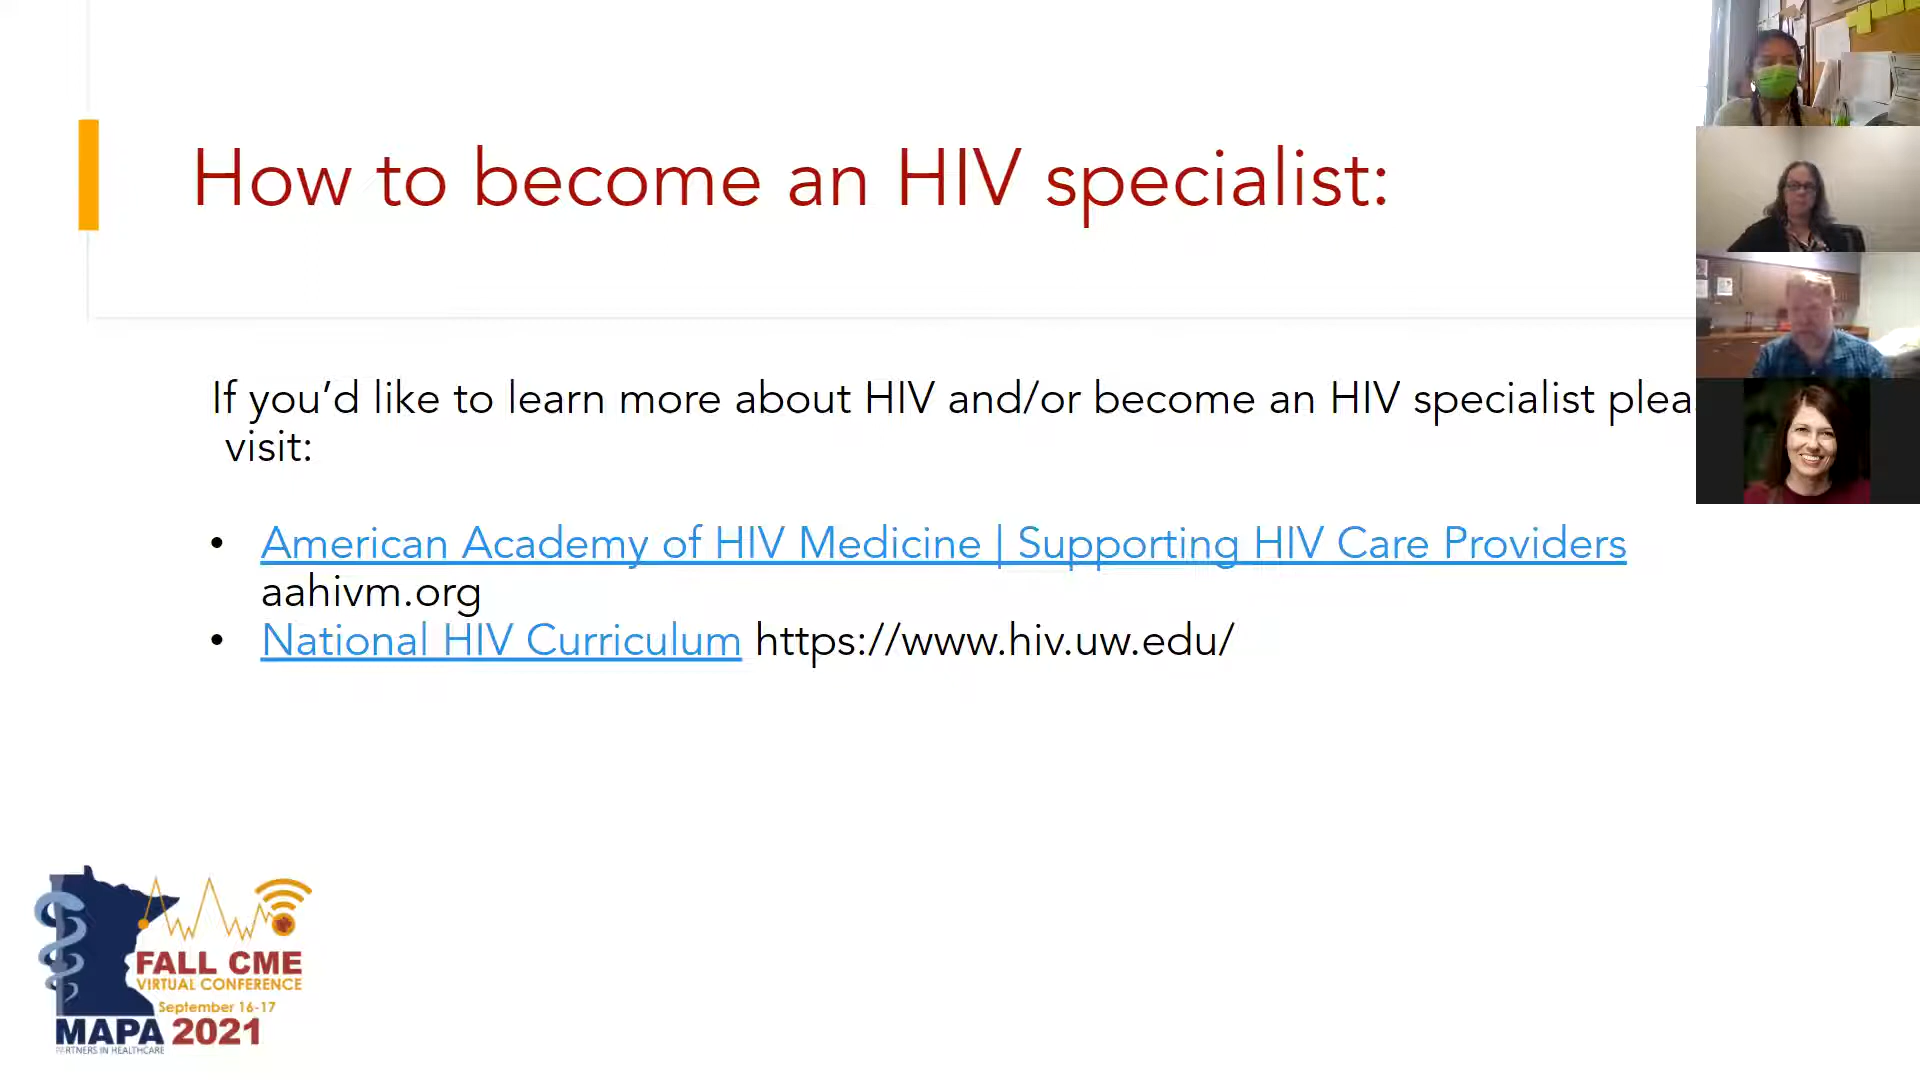 How to become an HIV specialist:
If you’d like to learn more about HIV and/or become an HIV specialist
visit:
• American Academy of HIV Medicine | Supporting HIV Care Providers
aahivm.org
• National HIV Curriculum https://www.hiv.uw.edu/
FALL CME
VIRTUAL CONFERENCE
September 16-17
MAPA 2021
PARTNERS IN HEALTHCARE